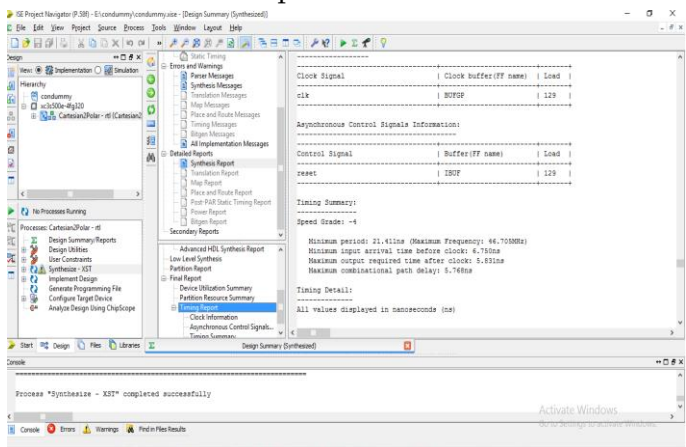 ISE Project Navigator (P.58f) - E:\condummy\condummy.xise - [Design Summary (Synthesized)]
File Edit View Project Source Process Tools Window Layout Help
Design
View: Implementation Simulation
Hierarchy
condummy
xc3s500e-4fg320
Cartesian2Polar - rtl (Cartesian2
No Processes Running
Processes: Cartesian2Polar - rtl
Design Summary/Reports
Design Utilities
User Constraints
Synthesize - XST
Implement Design
Generate Programming File
Configure Target Device
Analyze Design Using ChipScope
Start Design Files Libraries
Static Timing
Errors and Warnings
Parser Messages
Synthesis Messages
Translation Messages
Map Messages
Place and Route Messages
Timing Messages
Bitgen Messages
All Implementation Messages
Detailed Reports
Synthesis Report
Translation Report
Map Report
Place and Route Report
Post-PAR Static Timing Report
Power Report
Bitgen Report
Secondary Reports
Advanced HDL Synthesis Report
Low Level Synthesis
Partition Report
Final Report
Device Utilization Summary
Partition Resource Summary
Timing Report
Clock Information
Asynchronous Control Signals...
Timing Summary
Design Summary (Synthesized)
Clock Signal | Clock buffer(FF name) | Load |
clk | BUFGP | 129 |
Asynchronous Control Signals Information:
Control Signal | Buffer(FF name) | Load |
reset | IBUF | 129 |
Timing Summary:
Speed Grade: -4
Minimum period: 21.411ns (Maximum Frequency: 46.705MHz)
Minimum input arrival time before clock: 6.750ns
Maximum output required time after clock: 5.831ns
Maximum combinational path delay: 5.768ns
Timing Detail:
All values displayed in nanoseconds (ns)
Console
Process "Synthesize - XST" completed successfully
Activate Windows
Go to Settings to activate Windows.
Console Errors Warnings Find in Files Results